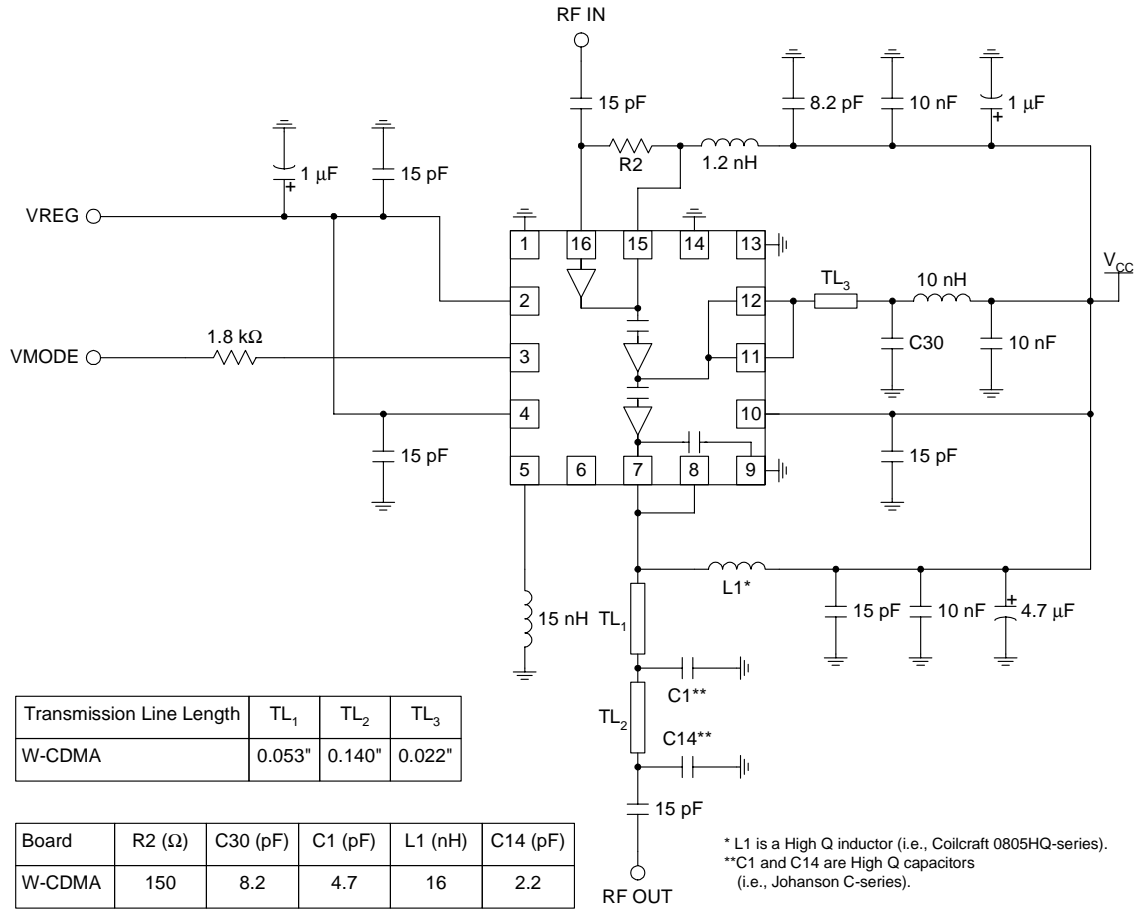 RF IN
15 pF
8.2 pF
10 nF
1 μF
+
R2
1.2 nH
1 μF
+
15 pF
VREG
1
16
15
14
13
VCC
2
12
TL3
10 nH
1.8 kΩ
VMODE
3
11
C30
10 nF
4
10
15 pF
15 pF
5
6
7
8
9
L1*
15 nH
TL1
15 pF
10 nF
+
4.7 μF
C1**
TL2
C14**
15 pF
RF OUT
Transmission Line Length TL1 TL2 TL3
W-CDMA 0.053" 0.140" 0.022"
Board R2 (Ω) C30 (pF) C1 (pF) L1 (nH) C14 (pF)
W-CDMA 150 8.2 4.7 16 2.2
* L1 is a High Q inductor (i.e., Coilcraft 0805HQ-series).
**C1 and C14 are High Q capacitors
(i.e., Johanson C-series).